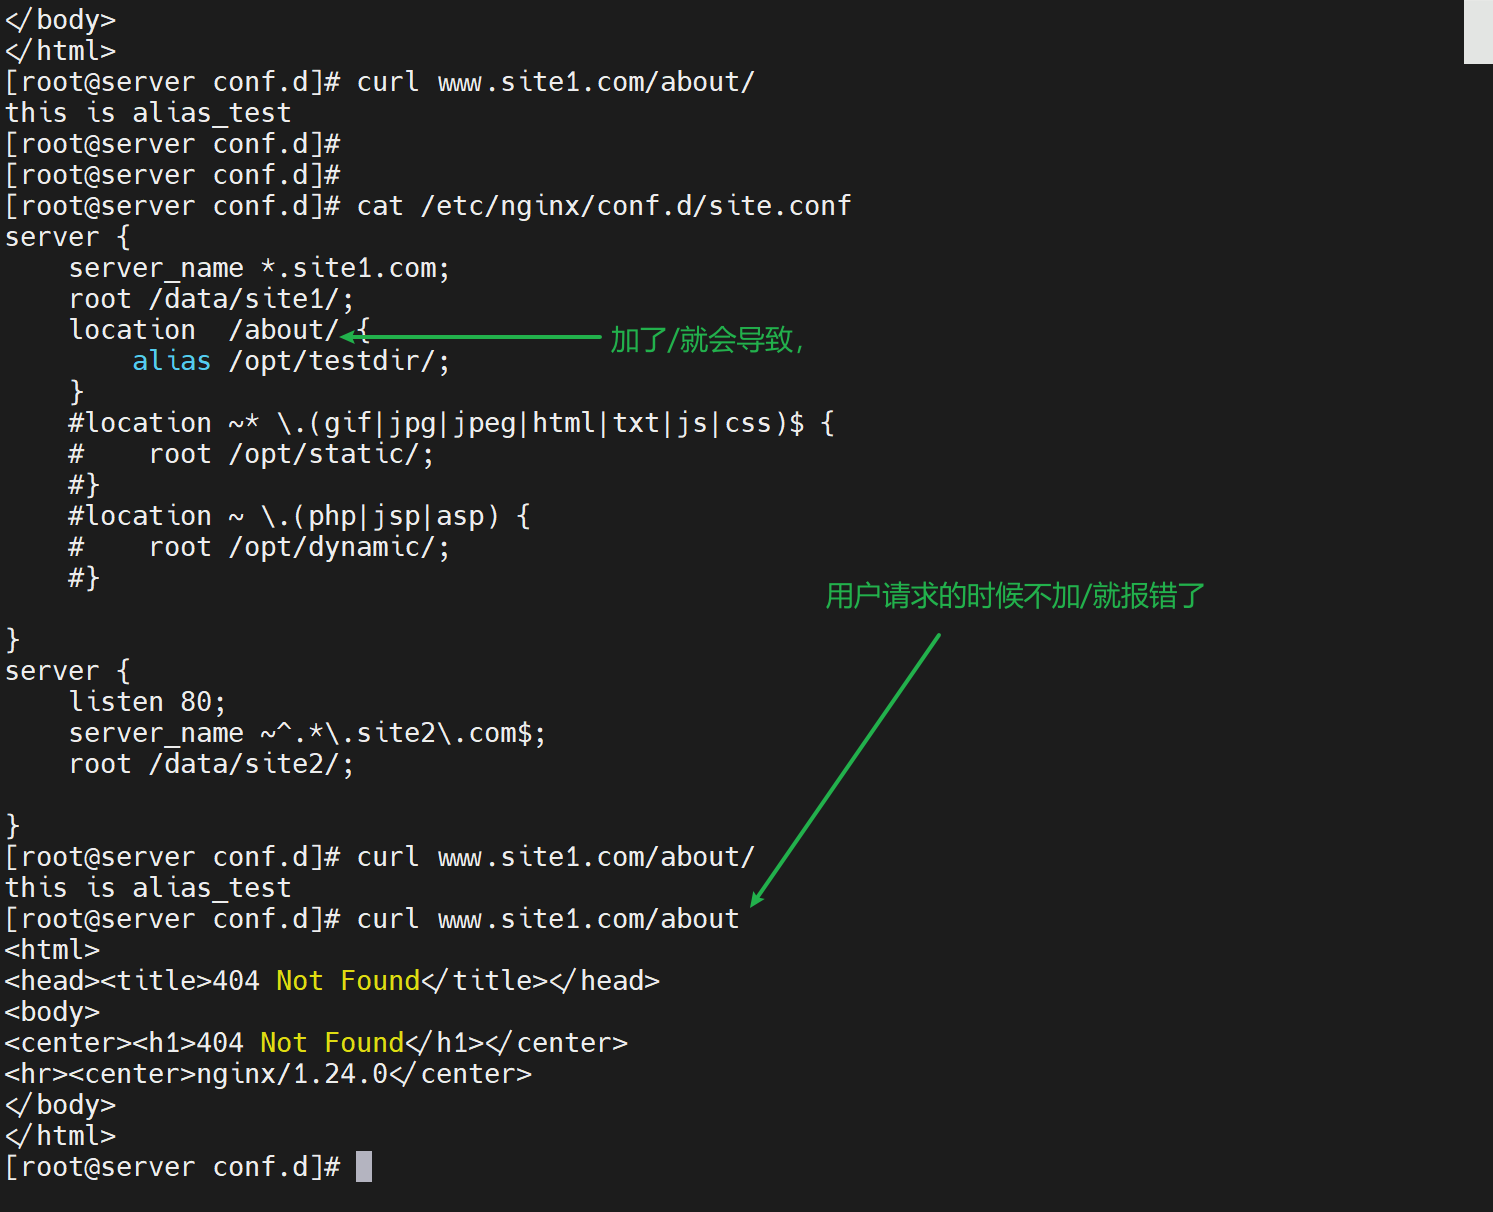 </body>
</html>
[root@server conf.d]# curl www.site1.com/about/
this is alias_test
[root@server conf.d]#
[root@server conf.d]#
[root@server conf.d]# cat /etc/nginx/conf.d/site.conf
server {
    server_name *.site1.com;
    root /data/site1/;
    location  /about/ {
加了/就会导致，
        alias /opt/testdir/;
    }
    #location ~* \.(gif|jpg|jpeg|html|txt|js|css)$ {
    #    root /opt/static/;
    #}
    #location ~ \.(php|jsp|asp) {
    #    root /opt/dynamic/;
    #}
用户请求的时候不加/就报错了
}
server {
    listen 80;
    server_name ~^.*\.site2\.com$;
    root /data/site2/;
}
[root@server conf.d]# curl www.site1.com/about/
this is alias_test
[root@server conf.d]# curl www.site1.com/about
<html>
<head><title>404 Not Found</title></head>
<body>
<center><h1>404 Not Found</h1></center>
<hr><center>nginx/1.24.0</center>
</body>
</html>
[root@server conf.d]#